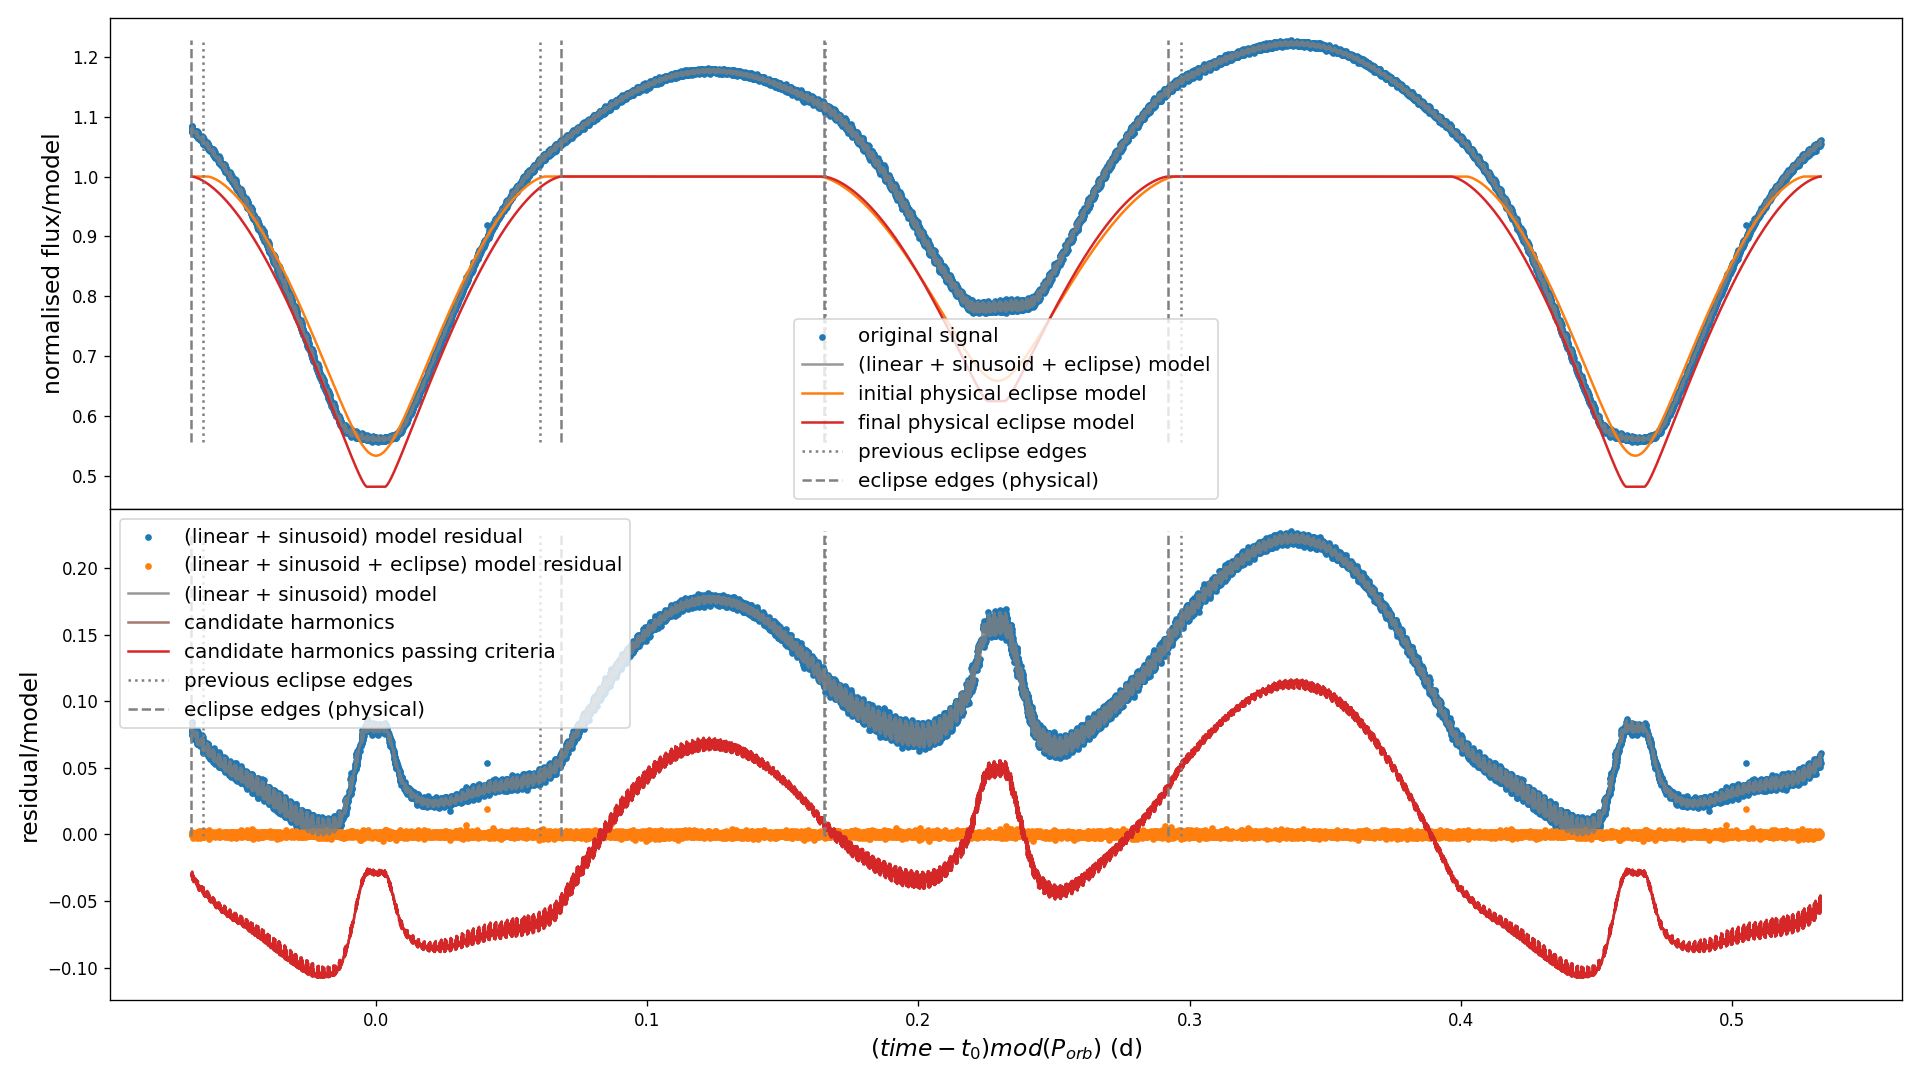 normalised flux/model
1.2
1.1
1.0
0.9
0.8
0.7
0.6
0.5
original signal
(linear + sinusoid + eclipse) model
initial physical eclipse model
final physical eclipse model
previous eclipse edges
eclipse edges (physical)
residual/model
0.20
0.15
0.10
0.05
0.00
−0.05
−0.10
(linear + sinusoid) model residual
(linear + sinusoid + eclipse) model residual
(linear + sinusoid) model
candidate harmonics
candidate harmonics passing criteria
previous eclipse edges
eclipse edges (physical)
0.0 0.1 0.2 0.3 0.4 0.5
(time − t₀)mod(P_orb) (d)